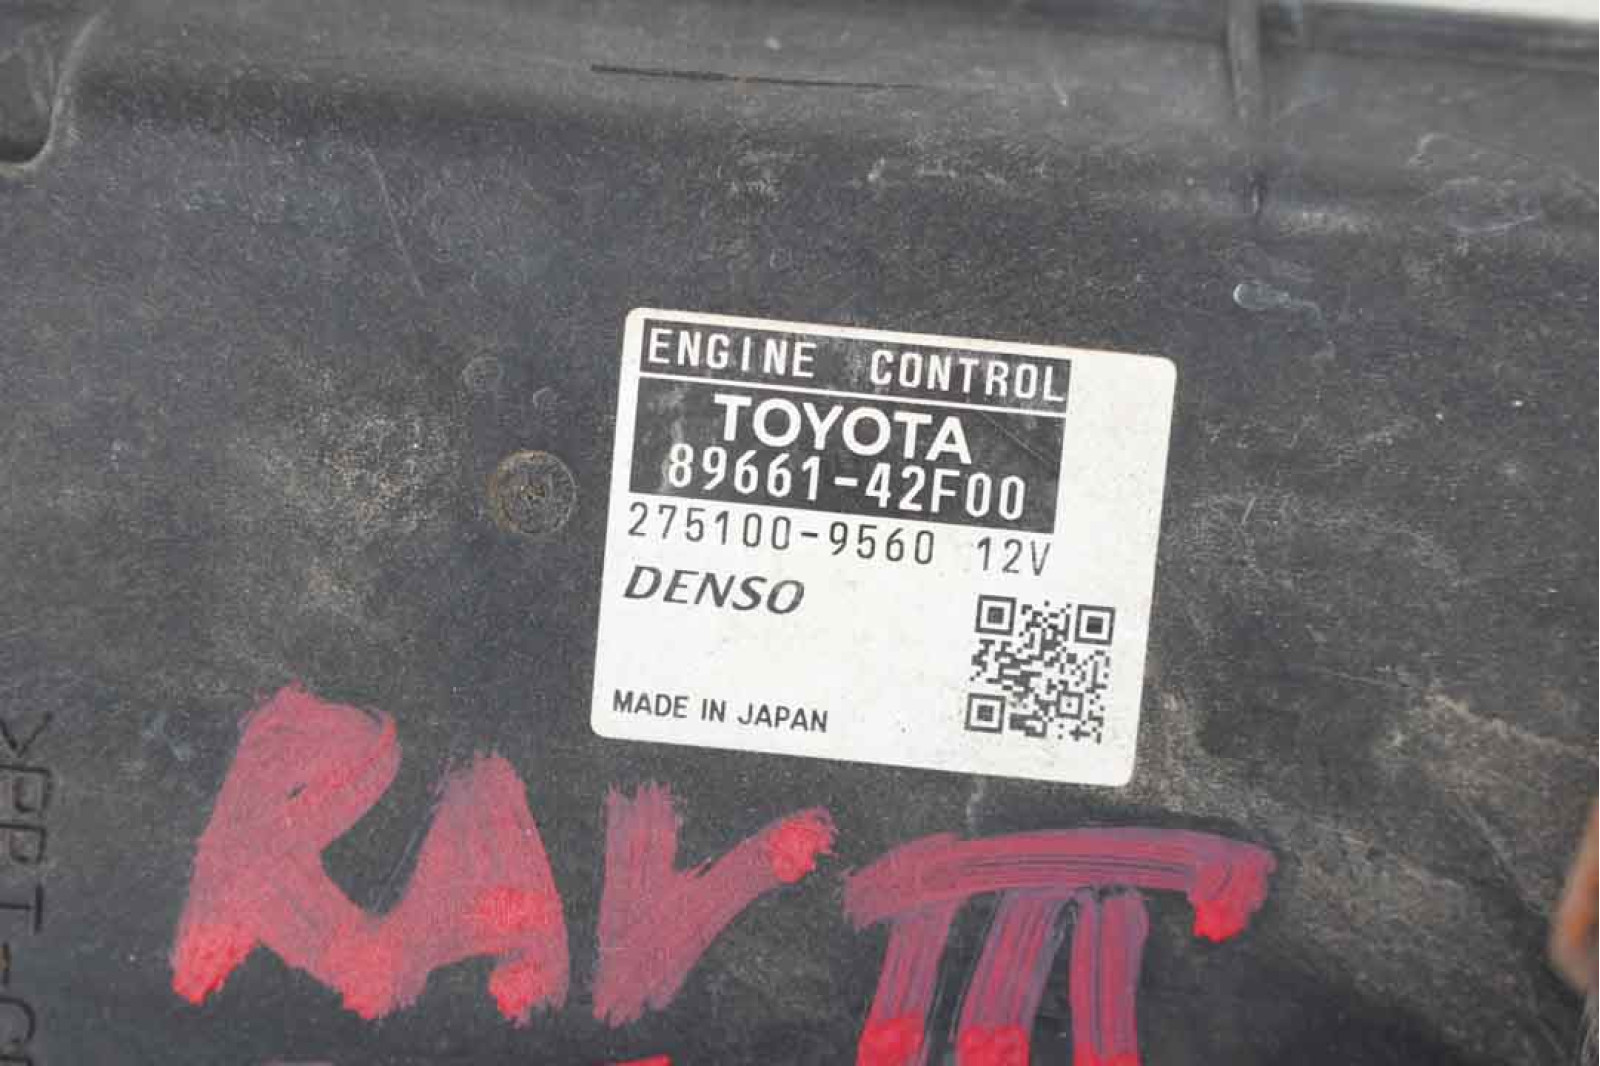 ENGINE CONTROL
TOYOTA
89661-42F00
275100-9560 12V
DENSO
MADE IN JAPAN
RAV III